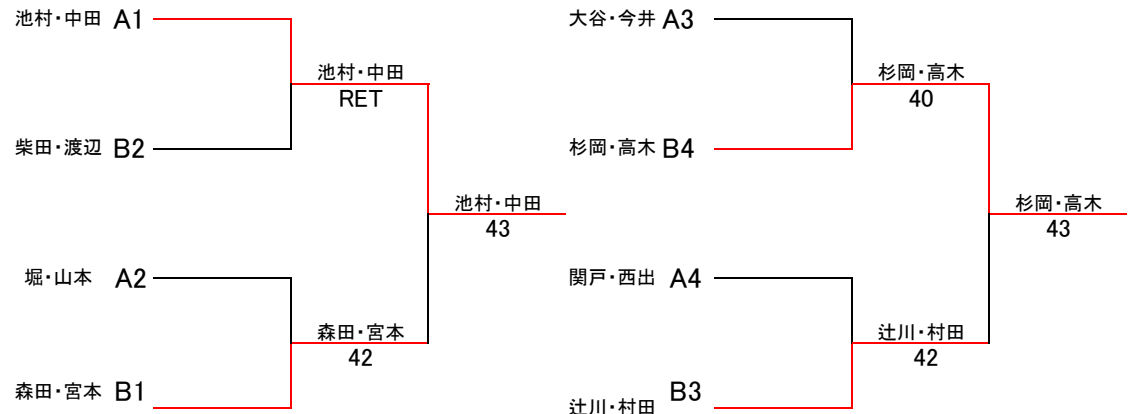 池村・中田 A1
池村・中田
RET
柴田・渡辺 B2
池村・中田
43
堀・山本 A2
森田・宮本
42
森田・宮本 B1
大谷・今井 A3
杉岡・高木
40
杉岡・高木 B4
杉岡・高木
43
関戸・西出 A4
辻川・村田
42
辻川・村田 B3